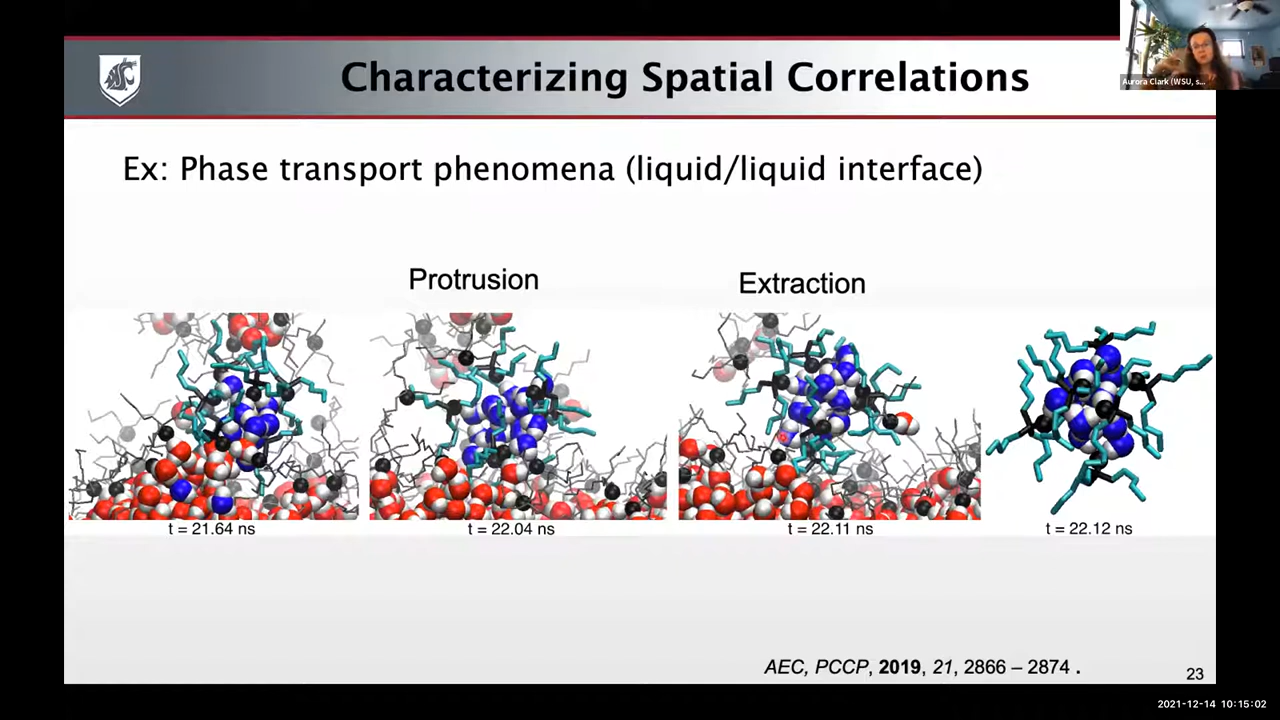 Characterizing Spatial Correlations
Aurora Clark (WSU, s...
Ex: Phase transport phenomena (liquid/liquid interface)
Protrusion
Extraction
t = 21.64 ns
t = 22.04 ns
t = 22.11 ns
t = 22.12 ns
AEC, PCCP, 2019, 21, 2866 – 2874 .
23
2021-12-14 10:15:02